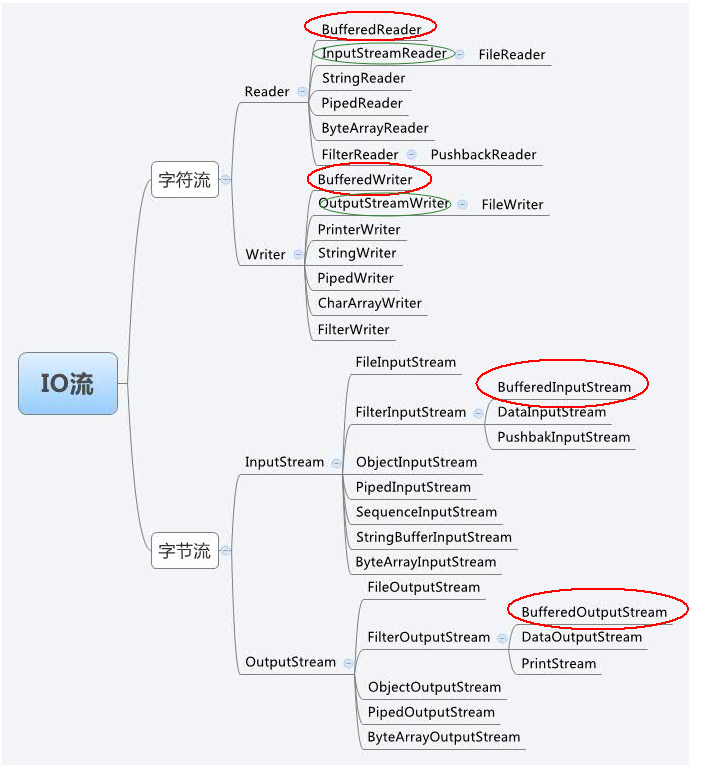 IO流
字符流
Reader
BufferedReader
InputStreamReader
FileReader
StringReader
PipedReader
ByteArrayReader
FilterReader
PushbackReader
Writer
BufferedWriter
OutputStreamWriter
FileWriter
PrinterWriter
StringWriter
PipedWriter
CharArrayWriter
FilterWriter
字节流
InputStream
FileInputStream
FilterInputStream
BufferedInputStream
DataInputStream
PushbakInputStream
ObjectInputStream
PipedInputStream
SequenceInputStream
StringBufferInputStream
ByteArrayInputStream
OutputStream
FileOutputStream
FilterOutputStream
BufferedOutputStream
DataOutputStream
PrintStream
ObjectOutputStream
PipedOutputStream
ByteArrayOutputStream